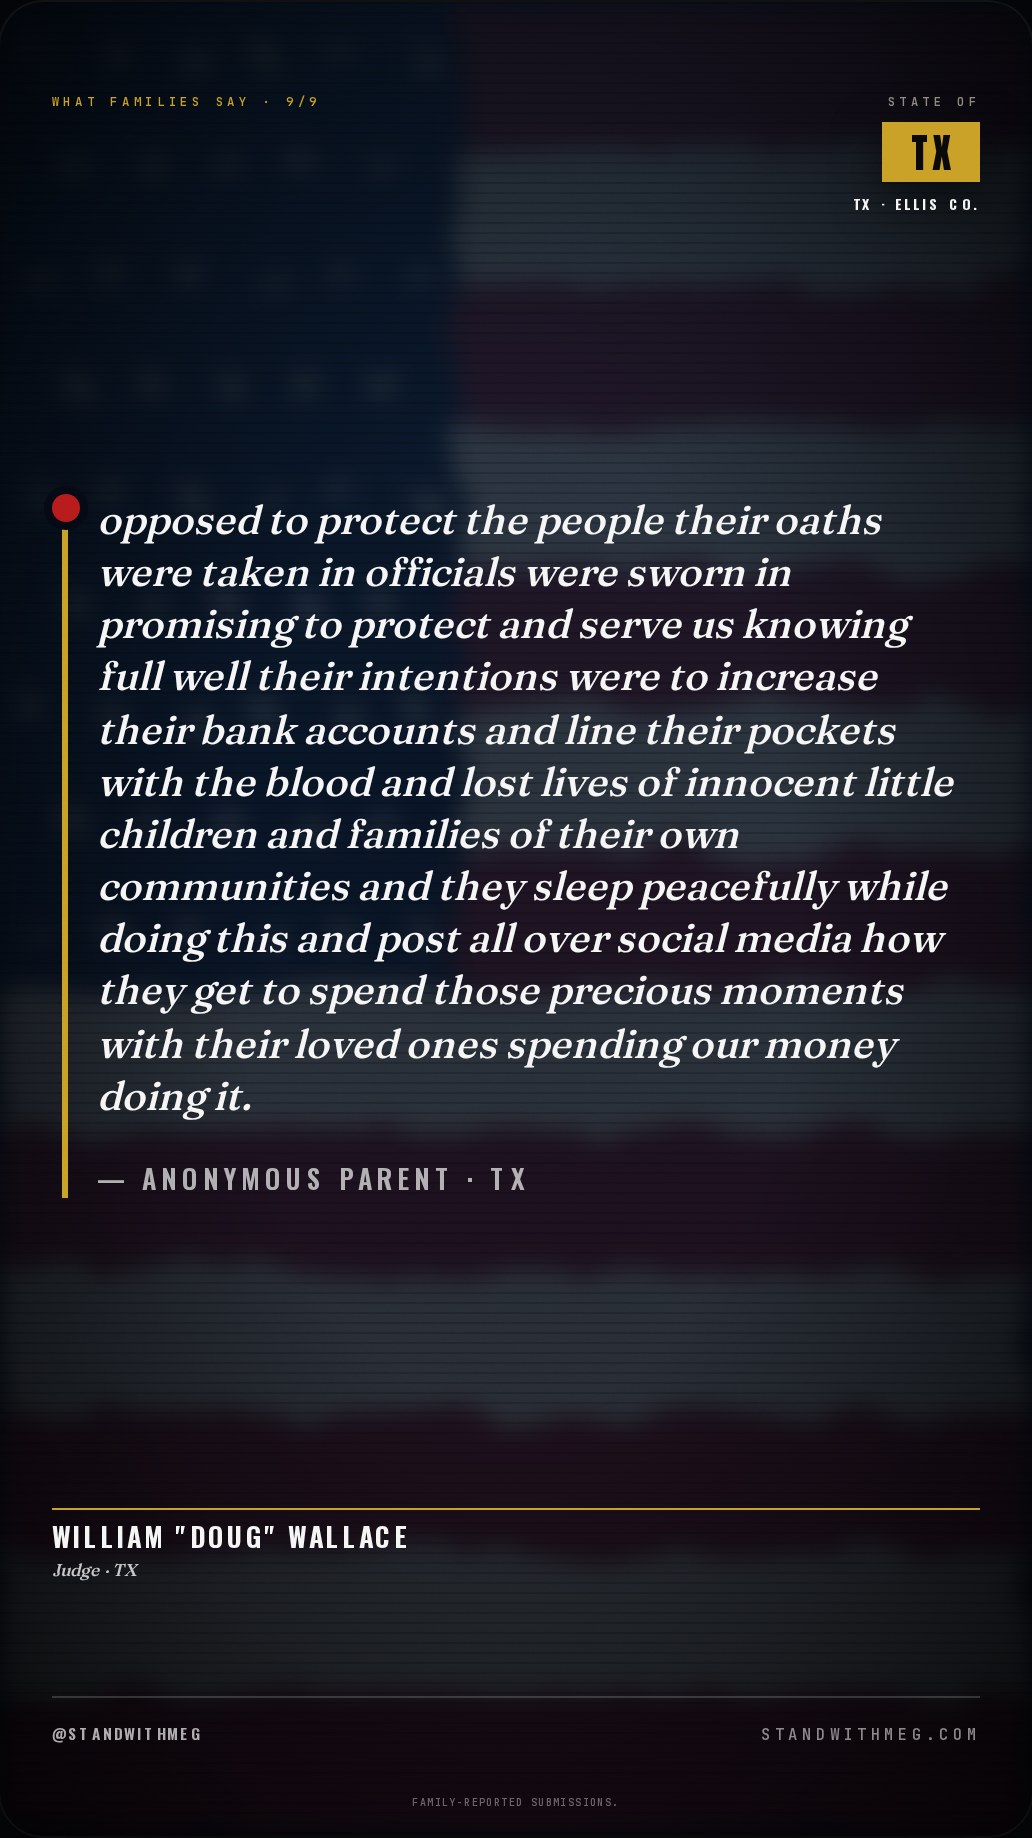 WHAT FAMILIES SAY · 9/9
STATE OF
TX
TX · ELLIS CO.
opposed to protect the people their oaths
were taken in officials were sworn in
promising to protect and serve us knowing
full well their intentions were to increase
their bank accounts and line their pockets
with the blood and lost lives of innocent little
children and families of their own
communities and they sleep peacefully while
doing this and post all over social media how
they get to spend those precious moments
with their loved ones spending our money
doing it.
— ANONYMOUS PARENT · TX
WILLIAM "DOUG" WALLACE
Judge · TX
@STANDWITHMEG
STANDWITHMEG.COM
FAMILY-REPORTED SUBMISSIONS.